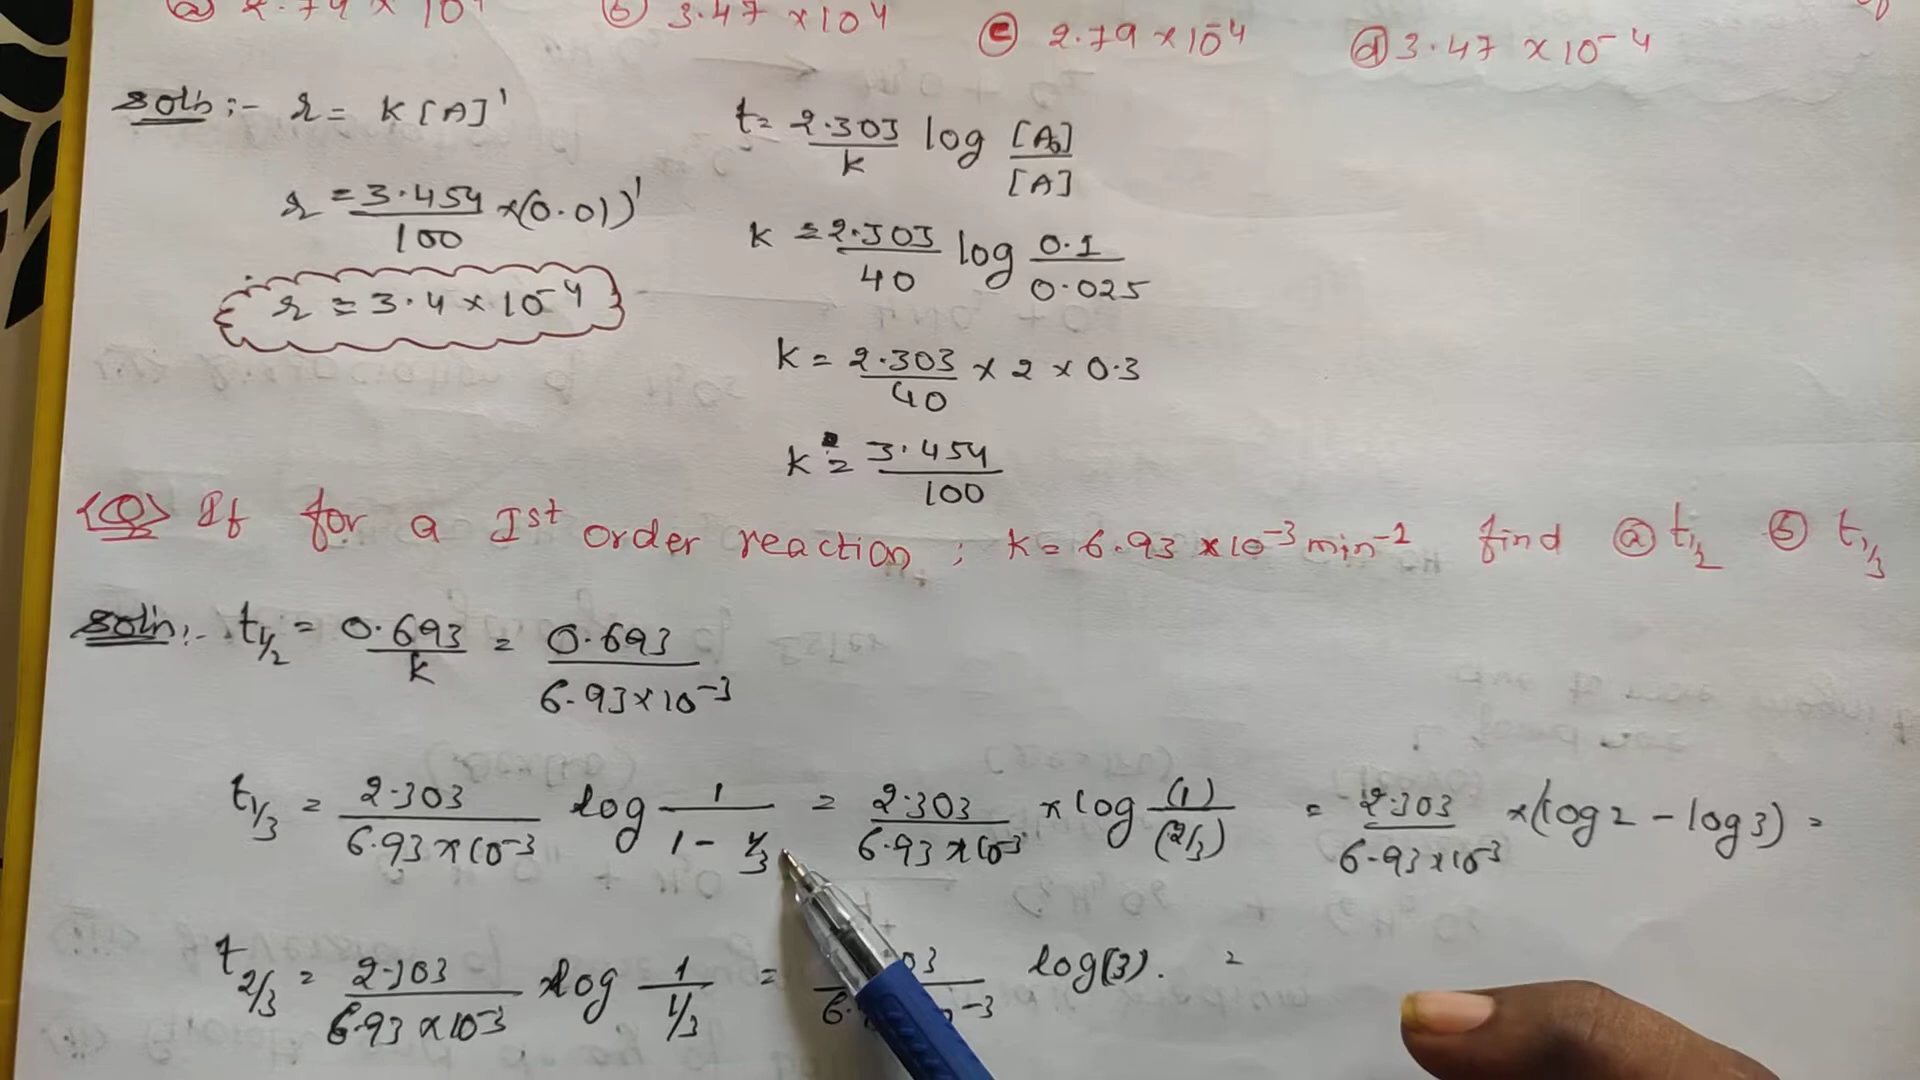 ⓐ 2.79 × 10⁴ ⓑ 3.47 × 10⁴ ⓒ 2.79 × 10⁻⁴ ⓓ 3.47 × 10⁻⁴
Soln :- r = K [A]¹
r = 3.454/100 × (0.01)¹
r = 3.4 × 10⁻⁴
t = 2.303/k log [A₀]/[A]
k = 2.303/40 log 0.1/0.025
k = 2.303/40 × 2 × 0.3
k = 3.454/100
<Q> If for a Ist order reaction ; k = 6.93 × 10⁻³ min⁻¹ find ⓐ t1/2 ⓑ t1/3
Soln :- t1/2 = 0.693/k = 0.693/6.93×10⁻³
t1/3 = 2.303/6.93×10⁻³ log 1/1-1/3 = 2.303/6.93×10⁻³ × log (1)/(2/3) = 2.303/6.93×10⁻³ × (log 2 - log 3) =
t2/3 = 2.303/6.93×10⁻³ × log 1/1/3 = log(3). =